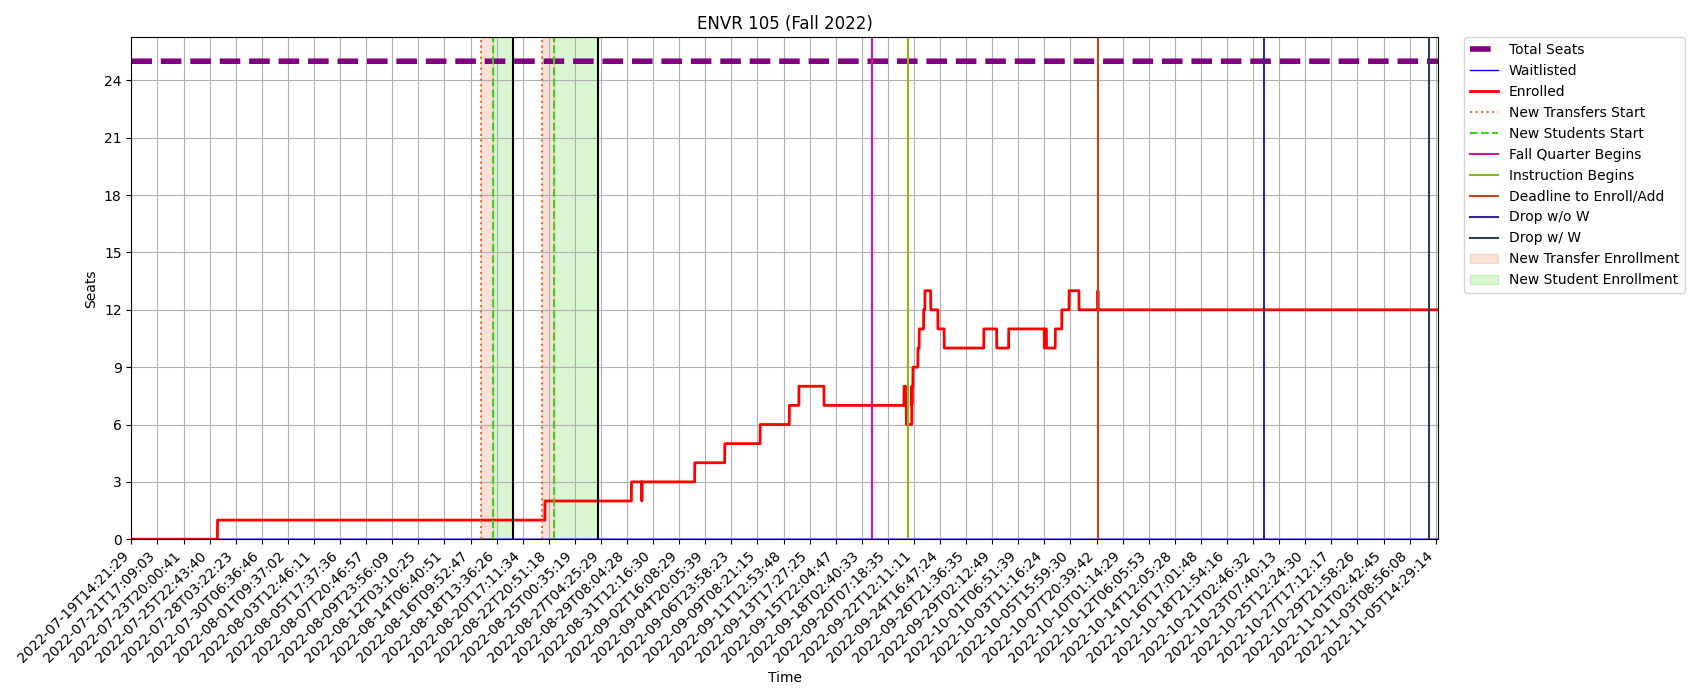 ENVR 105 (Fall 2022)
Total Seats
Waitlisted
Enrolled
New Transfers Start
New Students Start
Fall Quarter Begins
Instruction Begins
Deadline to Enroll/Add
Drop w/o W
Drop w/ W
New Transfer Enrollment
New Student Enrollment
Seats
24
21
18
15
12
9
6
3
0
2022-07-19T14:21:29
2022-07-21T17:09:03
2022-07-23T20:00:41
2022-07-25T22:43:40
2022-07-28T03:22:23
2022-07-30T06:36:46
2022-08-01T09:37:02
2022-08-03T12:46:11
2022-08-05T17:37:36
2022-08-07T20:46:57
2022-08-09T23:56:09
2022-08-12T03:10:25
2022-08-14T06:40:51
2022-08-16T09:52:47
2022-08-18T13:36:26
2022-08-20T17:11:34
2022-08-22T20:51:18
2022-08-25T00:35:19
2022-08-27T04:25:29
2022-08-29T08:04:28
2022-08-31T12:16:30
2022-09-02T16:08:29
2022-09-04T20:05:39
2022-09-06T23:58:23
2022-09-09T08:21:15
2022-09-11T12:53:48
2022-09-13T17:27:25
2022-09-15T22:04:47
2022-09-18T02:40:33
2022-09-20T07:18:35
2022-09-22T12:11:11
2022-09-24T16:47:24
2022-09-26T21:36:35
2022-09-29T02:12:49
2022-10-01T06:51:39
2022-10-03T11:16:24
2022-10-05T15:59:30
2022-10-07T20:39:42
2022-10-10T01:14:29
2022-10-12T06:05:53
2022-10-14T12:05:28
2022-10-16T17:01:48
2022-10-18T21:54:16
2022-10-21T02:46:32
2022-10-23T07:40:13
2022-10-25T12:24:30
2022-10-27T17:12:17
2022-10-29T21:58:26
2022-11-01T02:42:45
2022-11-03T08:56:08
2022-11-05T14:29:14
Time